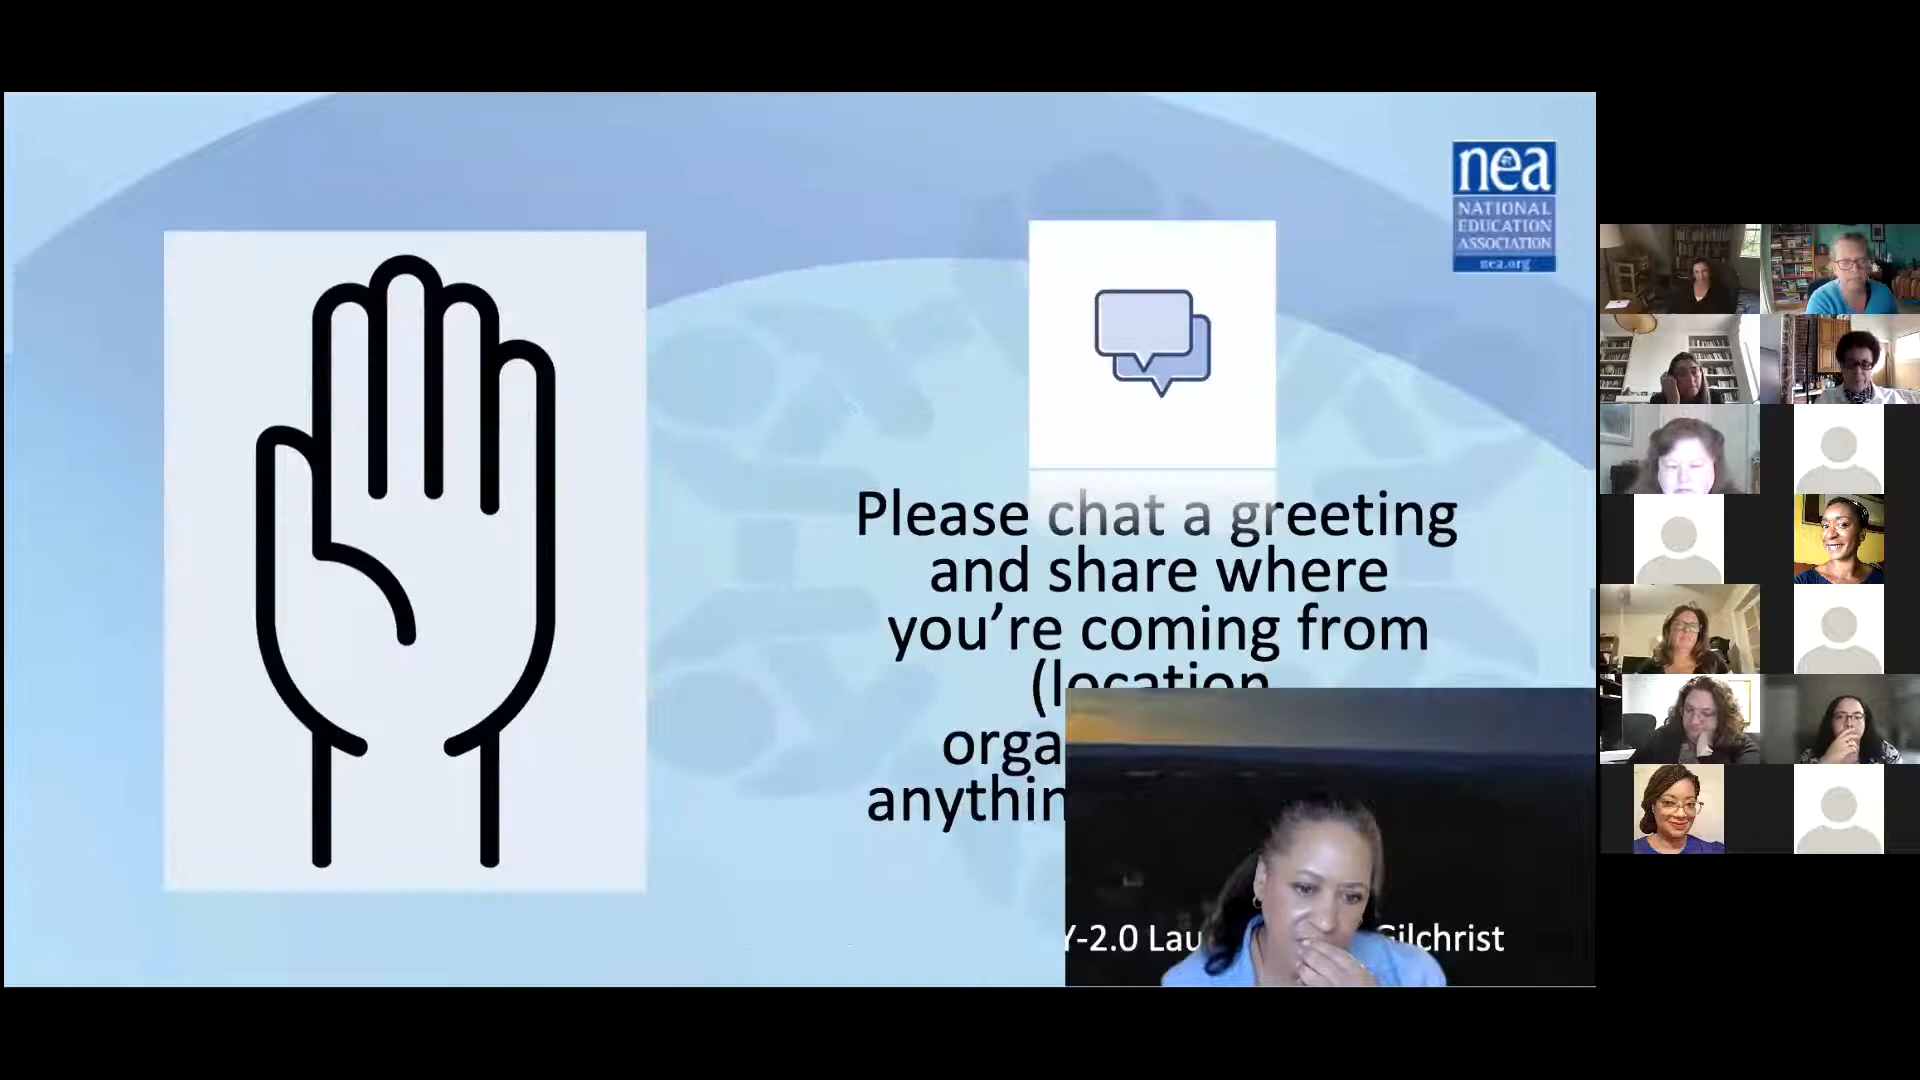 nea
NATIONAL
EDUCATION
ASSOCIATION
nea.org
Please chat a greeting
and share where
you’re coming from
(location
orga
anythin
Y-2.0 Lau
Gilchrist